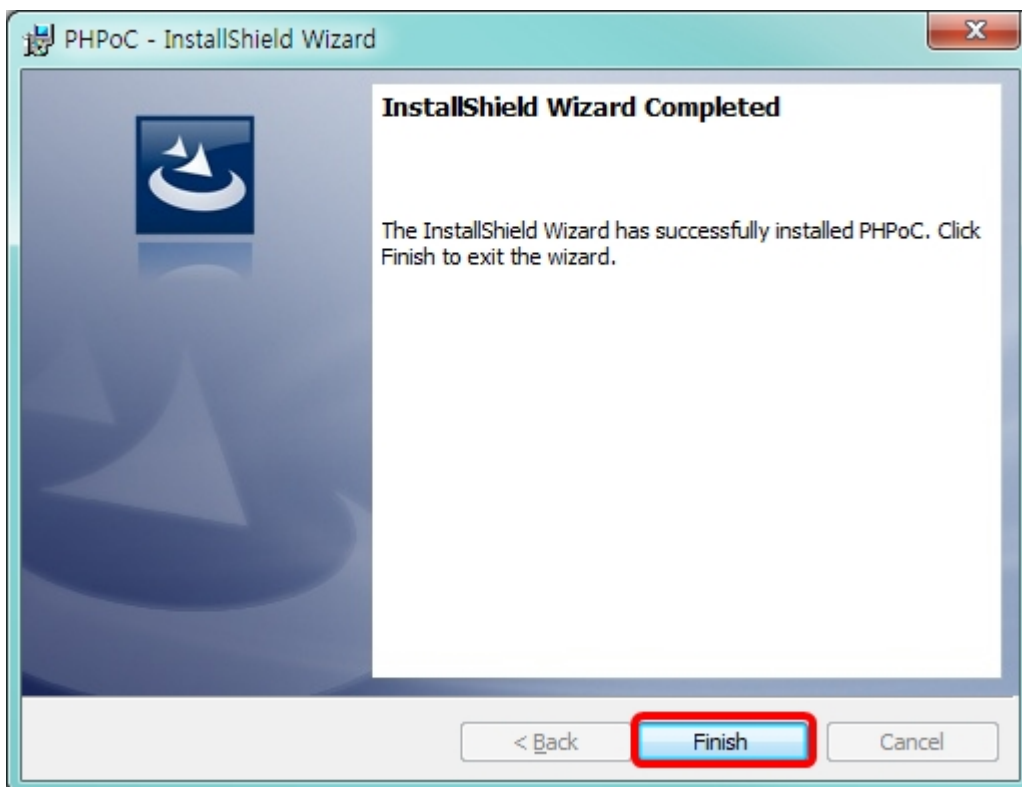 PHPoC - InstallShield Wizard
InstallShield Wizard Completed
The InstallShield Wizard has successfully installed PHPoC. Click
Finish to exit the wizard.
< Back
Finish
Cancel